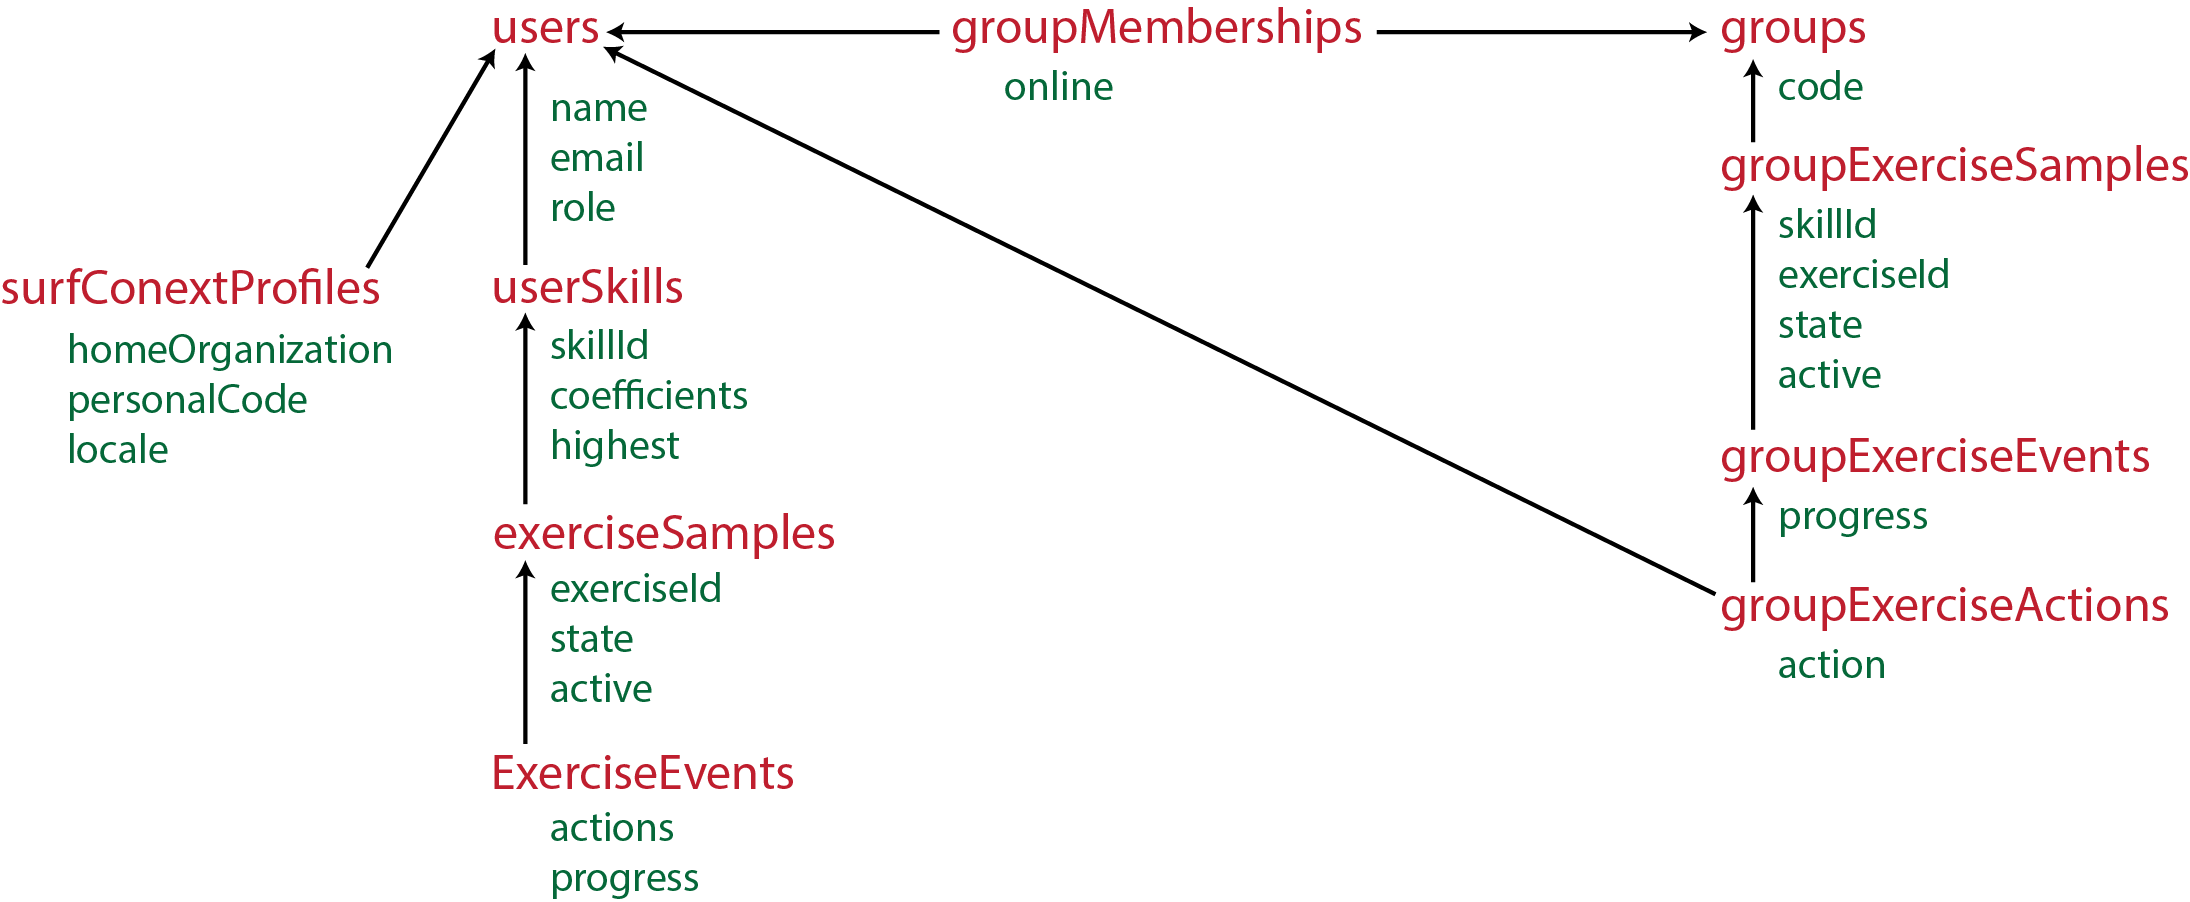 users
name
email
role
surfConextProfiles
homeOrganization
personalCode
locale
userSkills
skillId
coefficients
highest
exerciseSamples
exerciseId
state
active
ExerciseEvents
actions
progress
groupMemberships
online
groups
code
groupExerciseSamples
skillId
exerciseId
state
active
groupExerciseEvents
progress
groupExerciseActions
action